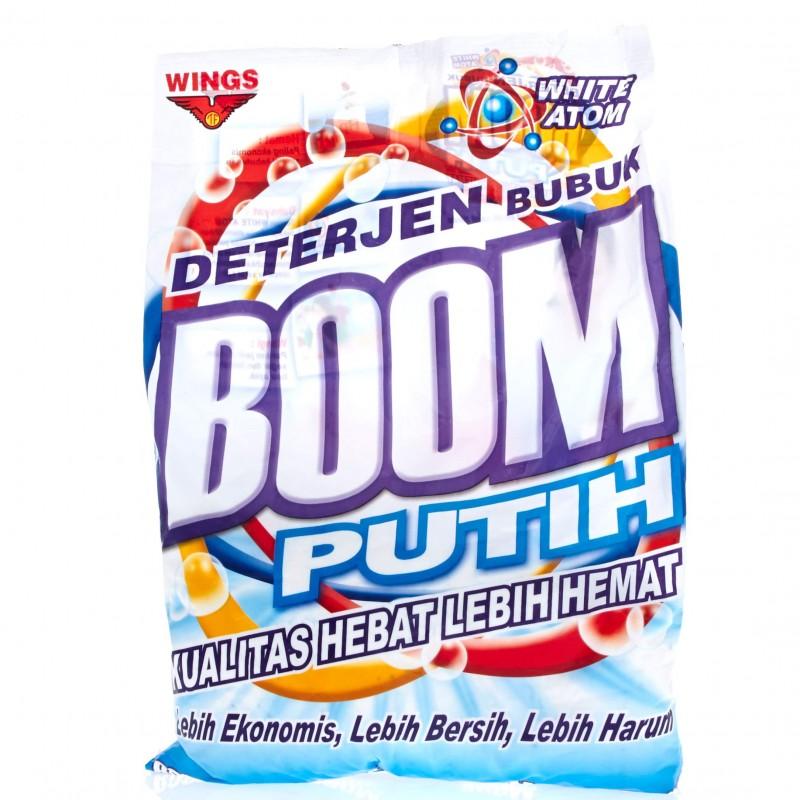 WINGS
WHITE
ATOM
DETERJEN BUBUK
BOOM
PUTIH
KUALITAS HEBAT LEBIH HEMAT
Lebih Ekonomis, Lebih Bersih, Lebih Harum